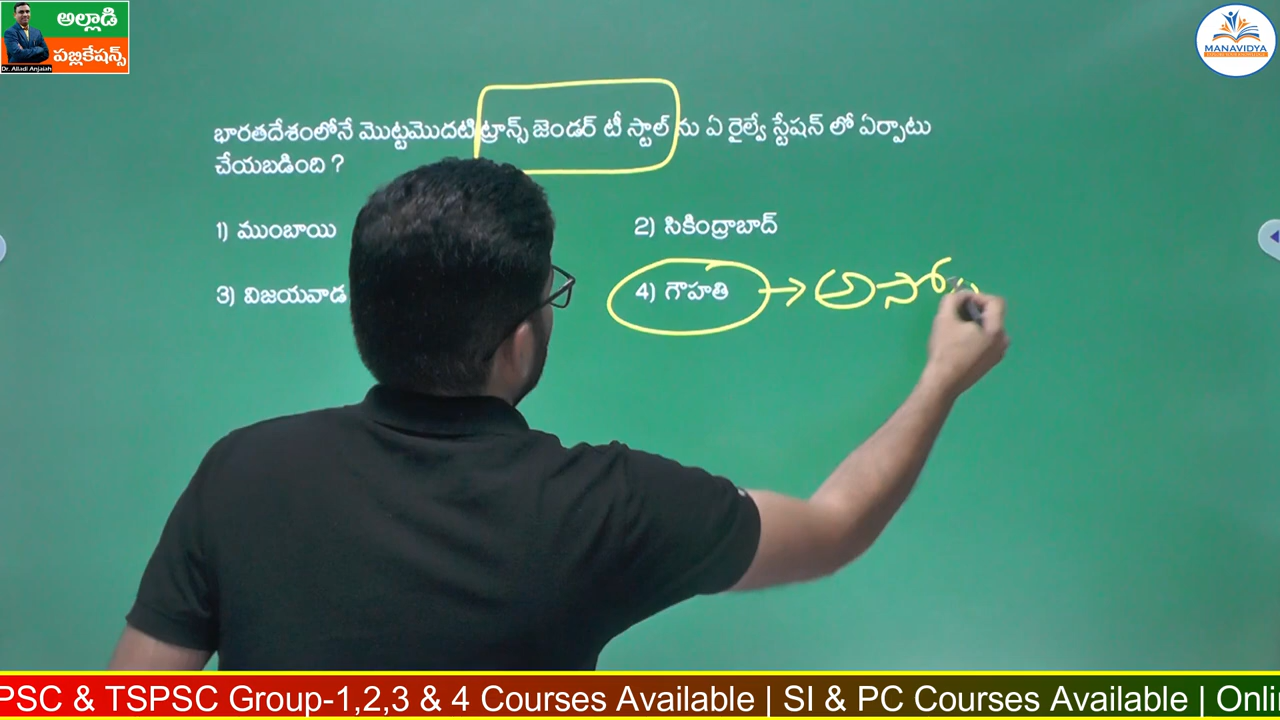 అల్లాడి
పబ్లికేషన్స్
Dr. Alladi Anjaiah
MANAVIDYA
భారతదేశంలోనే మొట్టమొదటి ట్రాన్స్ జెండర్ టీ స్టాల్ ను ఏ రైల్వే స్టేషన్ లో ఏర్పాటు
చేయబడింది ?
1) ముంబాయి
2) సికింద్రాబాద్
3) విజయవాడ
4) గౌహతి → అసో
PSC & TSPSC Group-1,2,3 & 4 Courses Available | SI & PC Courses Available | Onli